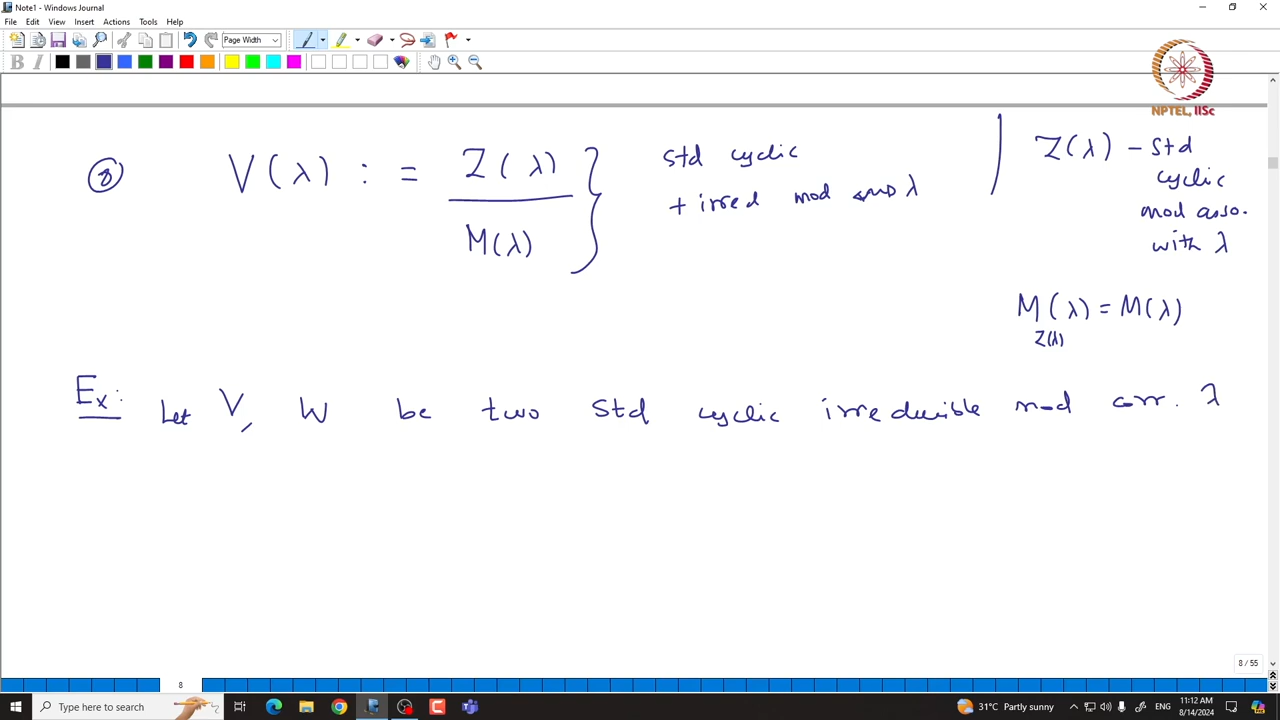 Note1 - Windows Journal
File Edit View Insert Actions Tools Help
Page Width
B I
NPTEL, IISc
⑧ V(λ) := Z(λ) / M(λ) } std cyclic
+ irred mod ↔ λ
Z(λ) - std
cyclic
mod asso.
with λ
M_{Z(λ)}(λ) = M(λ)
Ex: Let V, W be two std cyclic irreducible mod corr. λ
8 / 55
8
Type here to search
31°C Partly sunny
ENG
11:12 AM
8/14/2024